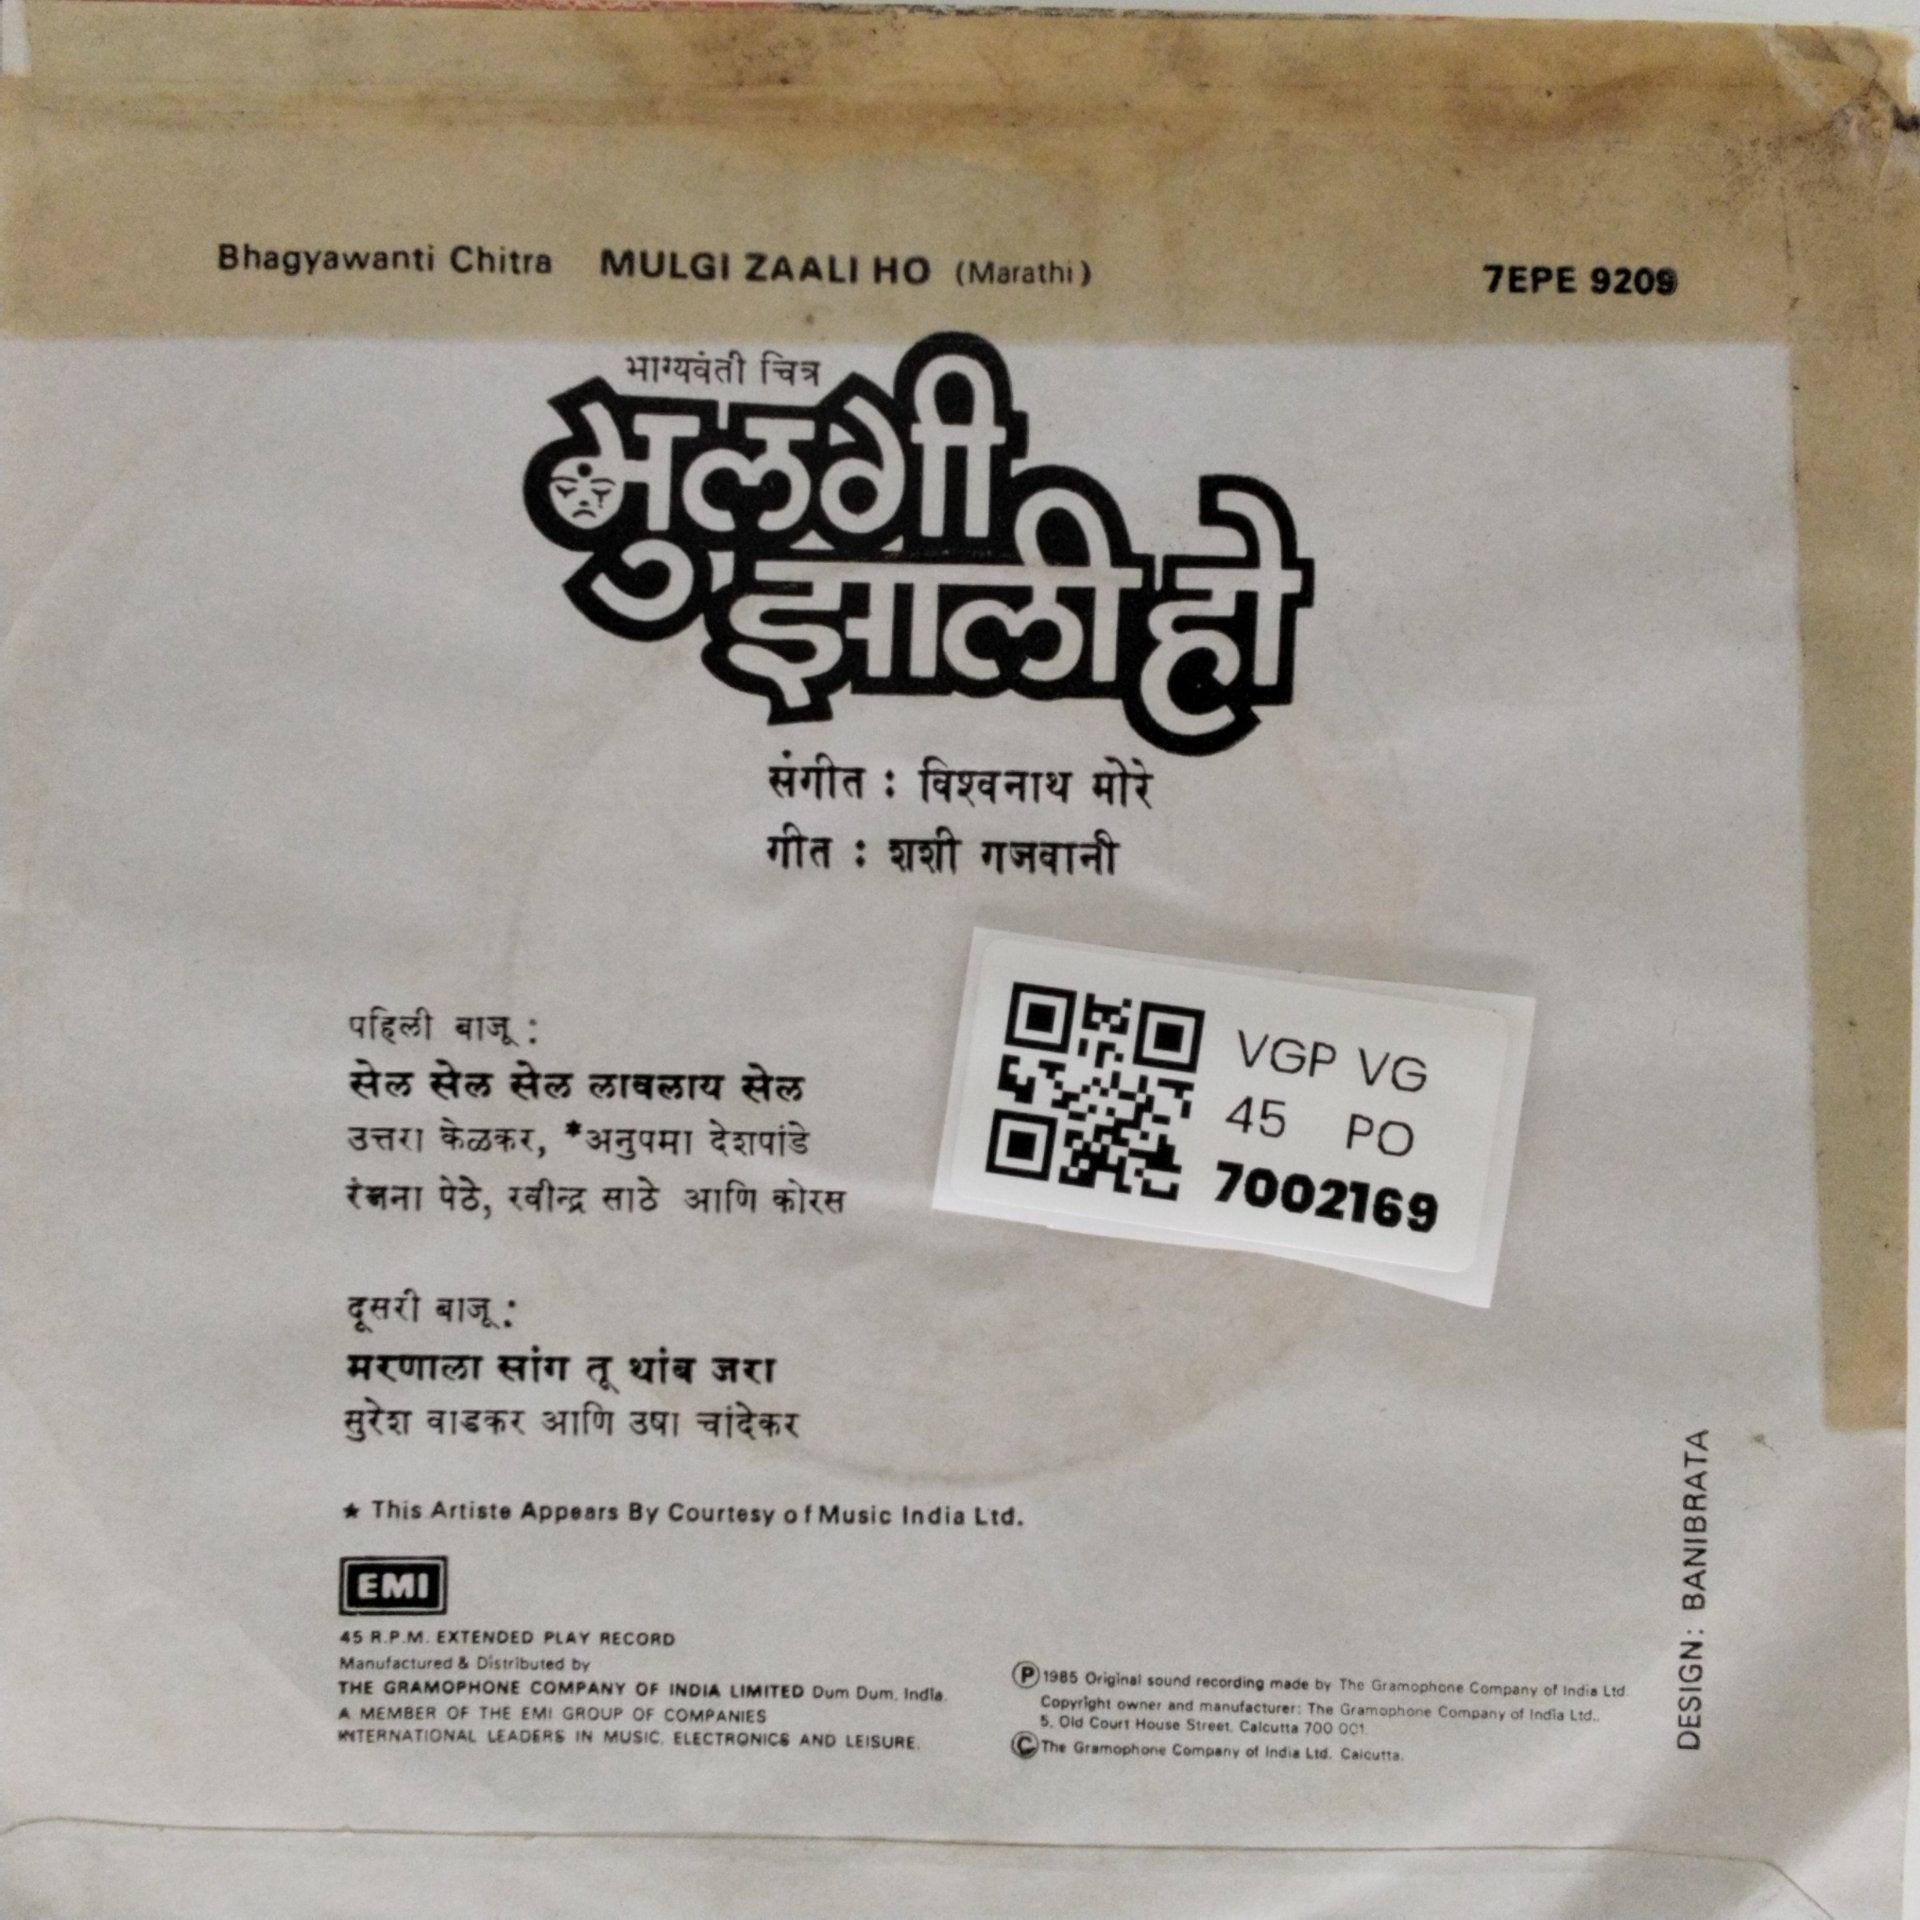 Bhagyawanti Chitra MULGI ZAALI HO (Marathi) 7EPE 9209
भाग्यवंती चित्र
मुलगी
झाली हो
संगीत : विश्वनाथ मोरे
गीत : शशी गजवानी
VGP VG
45 PO
7002169
पहिली बाजू :
सेल सेल सेल लावलाय सेल
उत्तरा केळकर, *अनुपमा देशपांडे
रंजना पेठे, रवीन्द्र साठे आणि कोरस
दूसरी बाजू :
मरणाला सांग तू थांब जरा
सुरेश वाडकर आणि उषा चांदेकर
★ This Artiste Appears By Courtesy of Music India Ltd.
EMI
45 R.P.M. EXTENDED PLAY RECORD
Manufactured & Distributed by
THE GRAMOPHONE COMPANY OF INDIA LIMITED Dum Dum, India.
A MEMBER OF THE EMI GROUP OF COMPANIES
INTERNATIONAL LEADERS IN MUSIC, ELECTRONICS AND LEISURE.
Ⓟ 1985 Original sound recording made by The Gramophone Company of India Ltd.
Copyright owner and manufacturer: The Gramophone Company of India Ltd.,
5, Old Court House Street, Calcutta 700 001.
© The Gramophone Company of India Ltd. Calcutta.
DESIGN: BANIBRATA